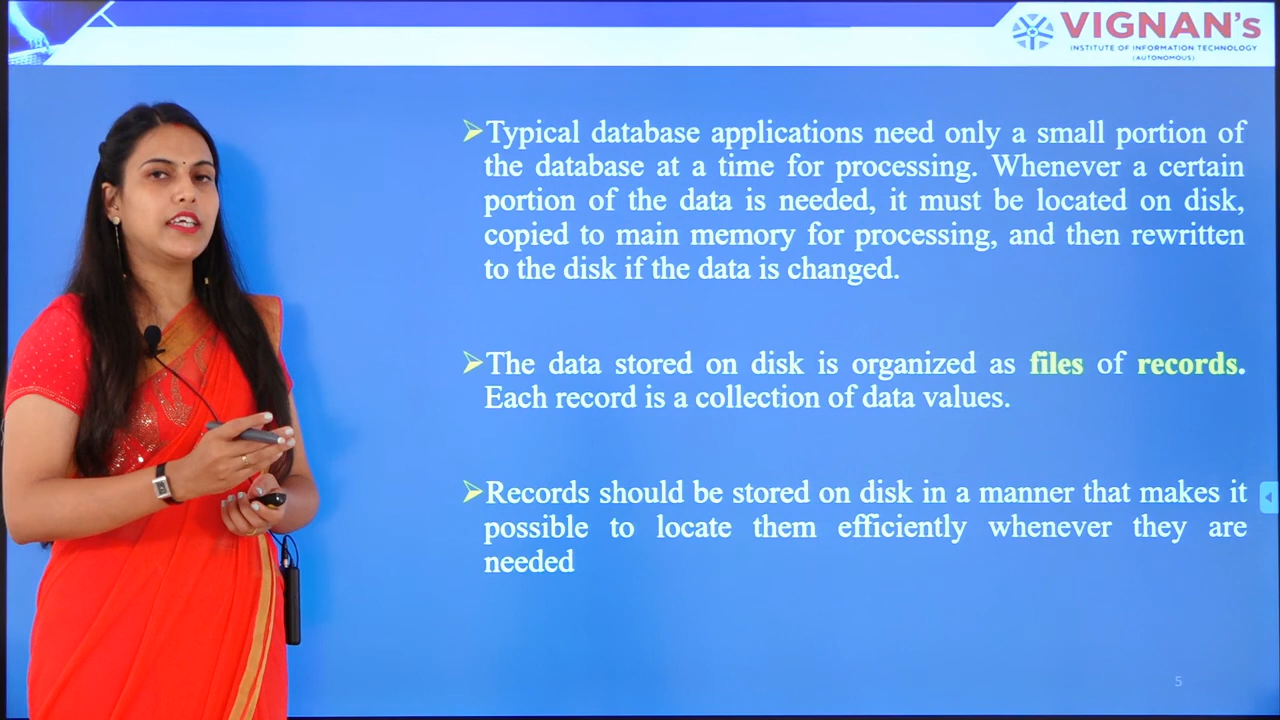 VIGNAN's
INSTITUTE OF INFORMATION TECHNOLOGY
(AUTONOMOUS)
➢Typical database applications need only a small portion of
the database at a time for processing. Whenever a certain
portion of the data is needed, it must be located on disk,
copied to main memory for processing, and then rewritten
to the disk if the data is changed.
➢The data stored on disk is organized as files of records.
Each record is a collection of data values.
➢Records should be stored on disk in a manner that makes it
possible to locate them efficiently whenever they are
needed
5